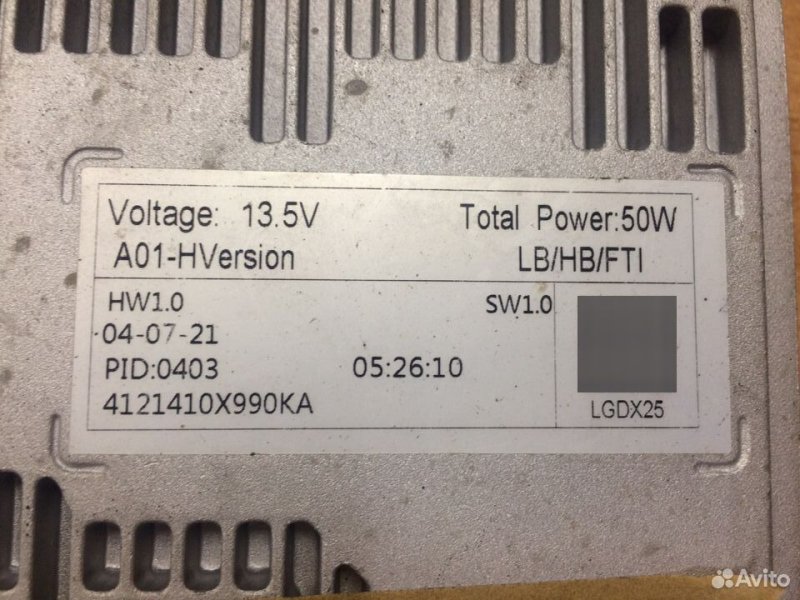 Voltage: 13.5V Total Power:50W
A01-HVersion LB/HB/FTI
HW1.0 SW1.0
04-07-21
PID:0403 05:26:10
4121410X990KA
LGDX25
Avito